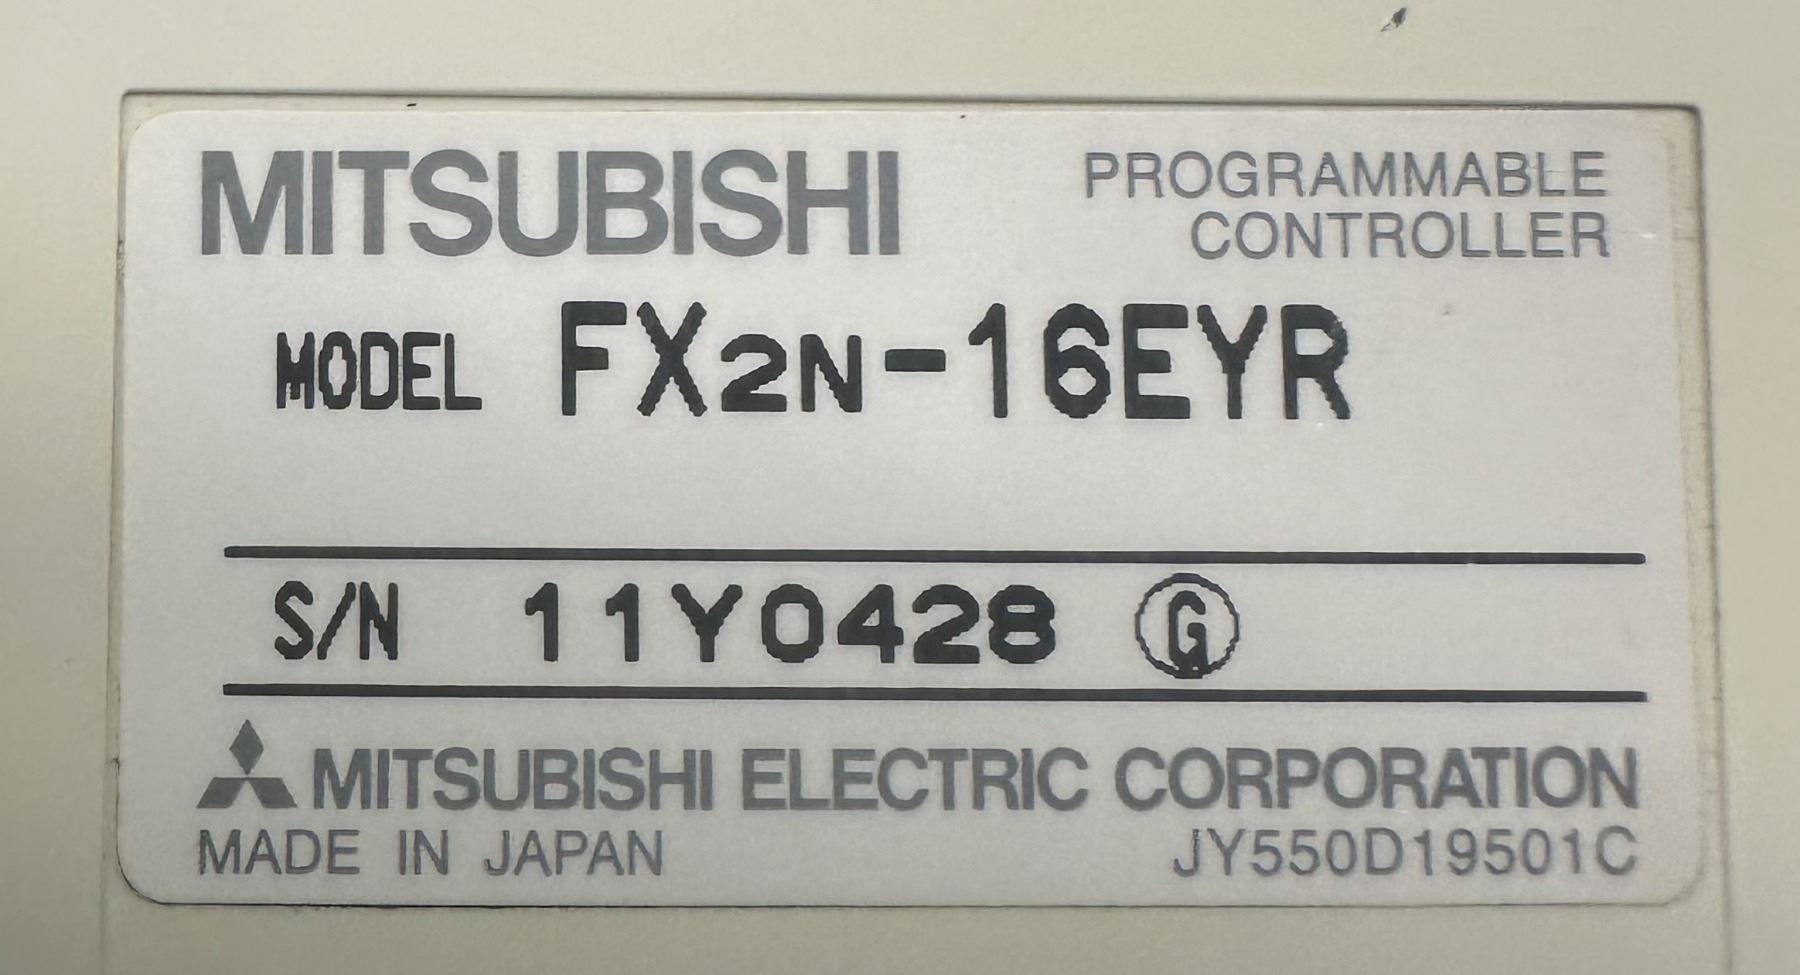 MITSUBISHI PROGRAMMABLE CONTROLLER
MODEL FX2N-16EYR
S/N 11Y0428 Ⓖ
MITSUBISHI ELECTRIC CORPORATION
MADE IN JAPAN JY550D19501C